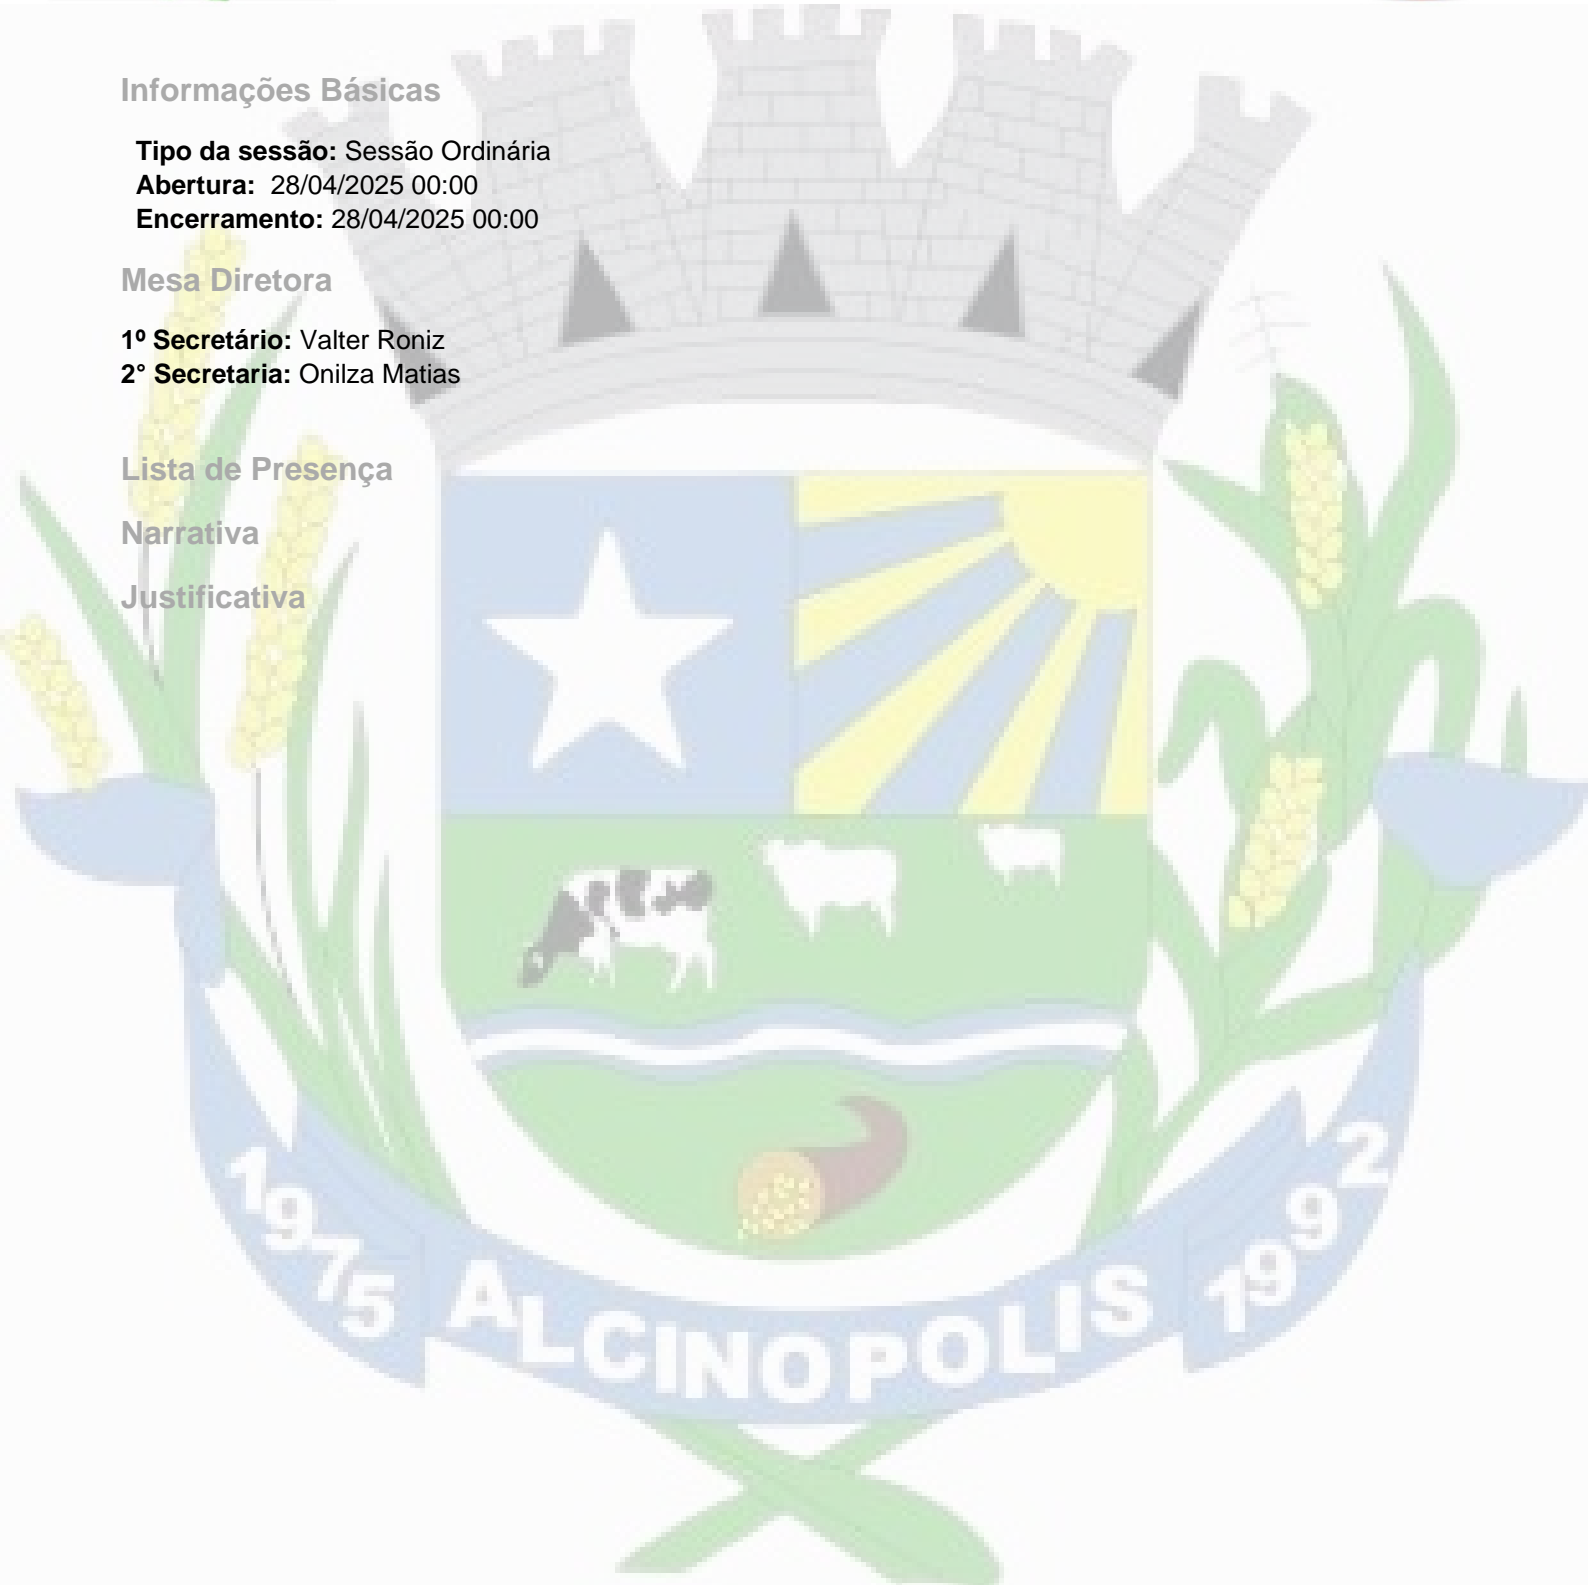 Informações Básicas
Tipo da sessão: Sessão Ordinária
Abertura: 28/04/2025 00:00
Encerramento: 28/04/2025 00:00
Mesa Diretora
1º Secretário: Valter Roniz
2° Secretaria: Onilza Matias
Lista de Presença
Narrativa
Justificativa
1975 ALCINOPOLIS 1992